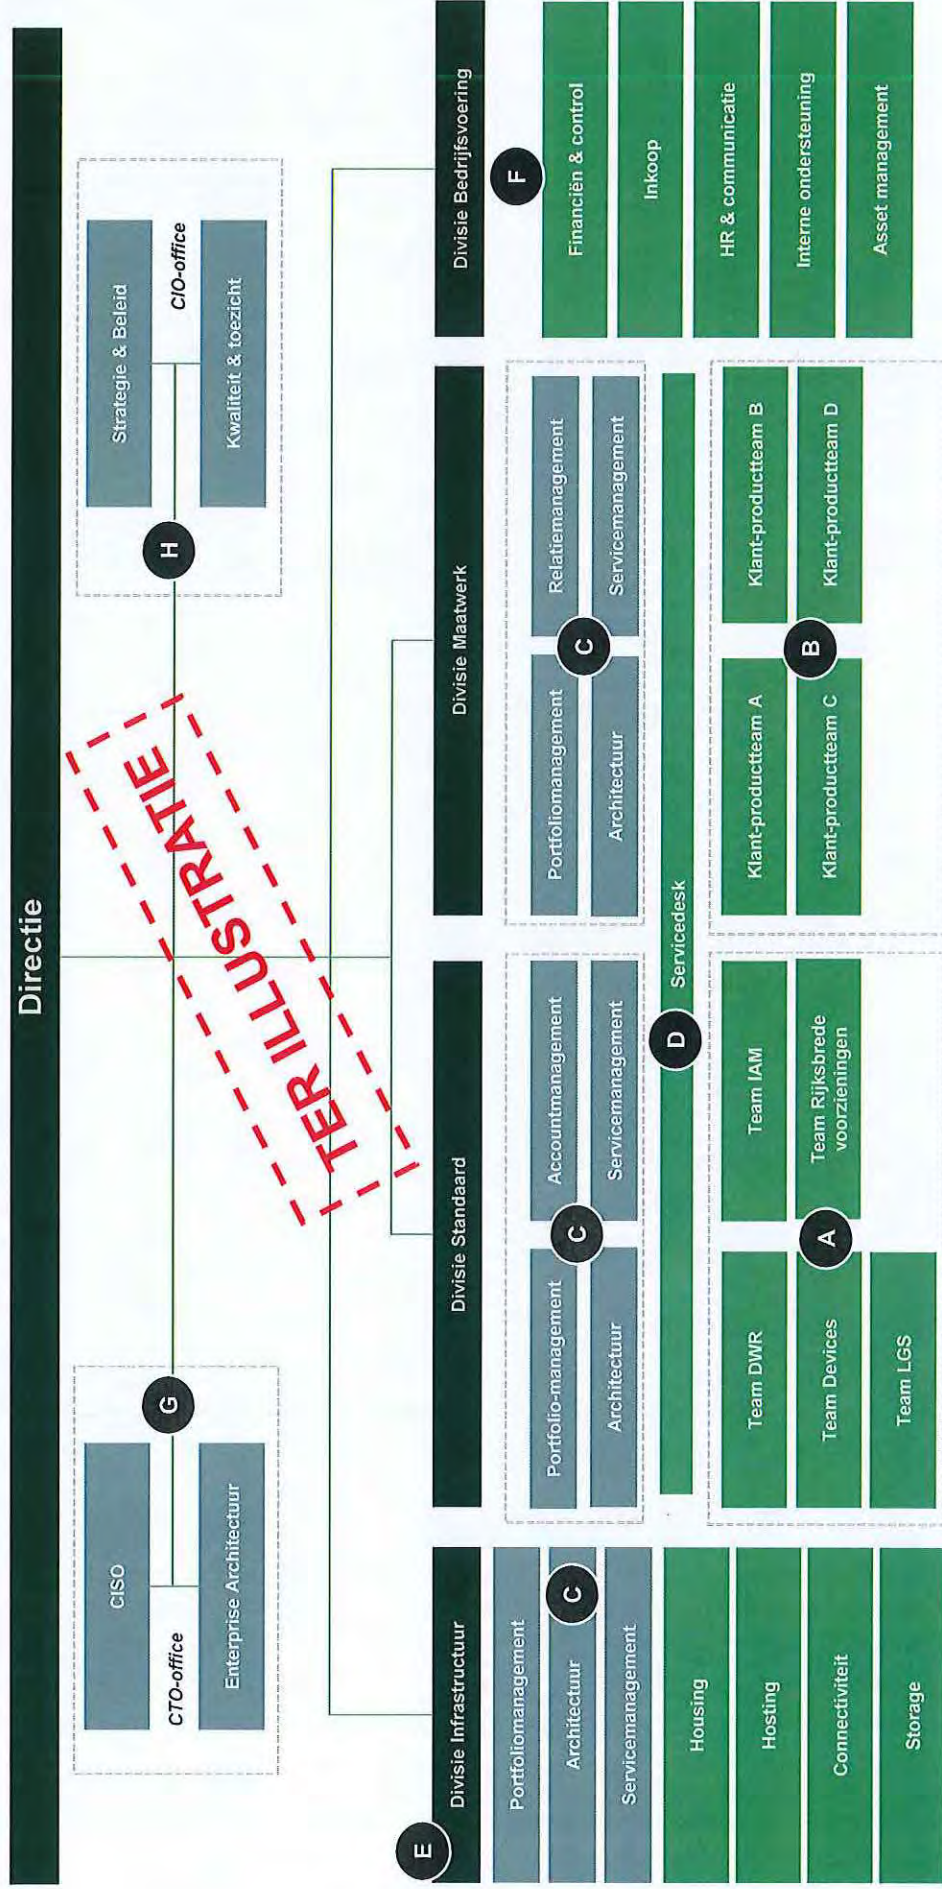 Directie
CISO
CTO-office
Enterprise Architectuur
G
TER ILLUSTRATIE
H
Strategie & Beleid
CIO-office
Kwaliteit & toezicht
E
Divisie Infrastructuur
Portfoliomanagement
Architectuur
C
Servicemanagement
Housing
Hosting
Connectiviteit
Storage
Divisie Standaard
Portfolio-management
Accountmanagement
C
Architectuur
Servicemanagement
Divisie Maatwerk
Portfoliomanagement
Relatiemanagement
C
Architectuur
Servicemanagement
D
Servicedesk
Team DWR
Team IAM
Team Devices
A
Team Rijksbrede
voorzieningen
Team LGS
Klant-productteam A
Klant-productteam B
B
Klant-productteam C
Klant-productteam D
Divisie Bedrijfsvoering
F
Financiën & control
Inkoop
HR & communicatie
Interne ondersteuning
Asset management